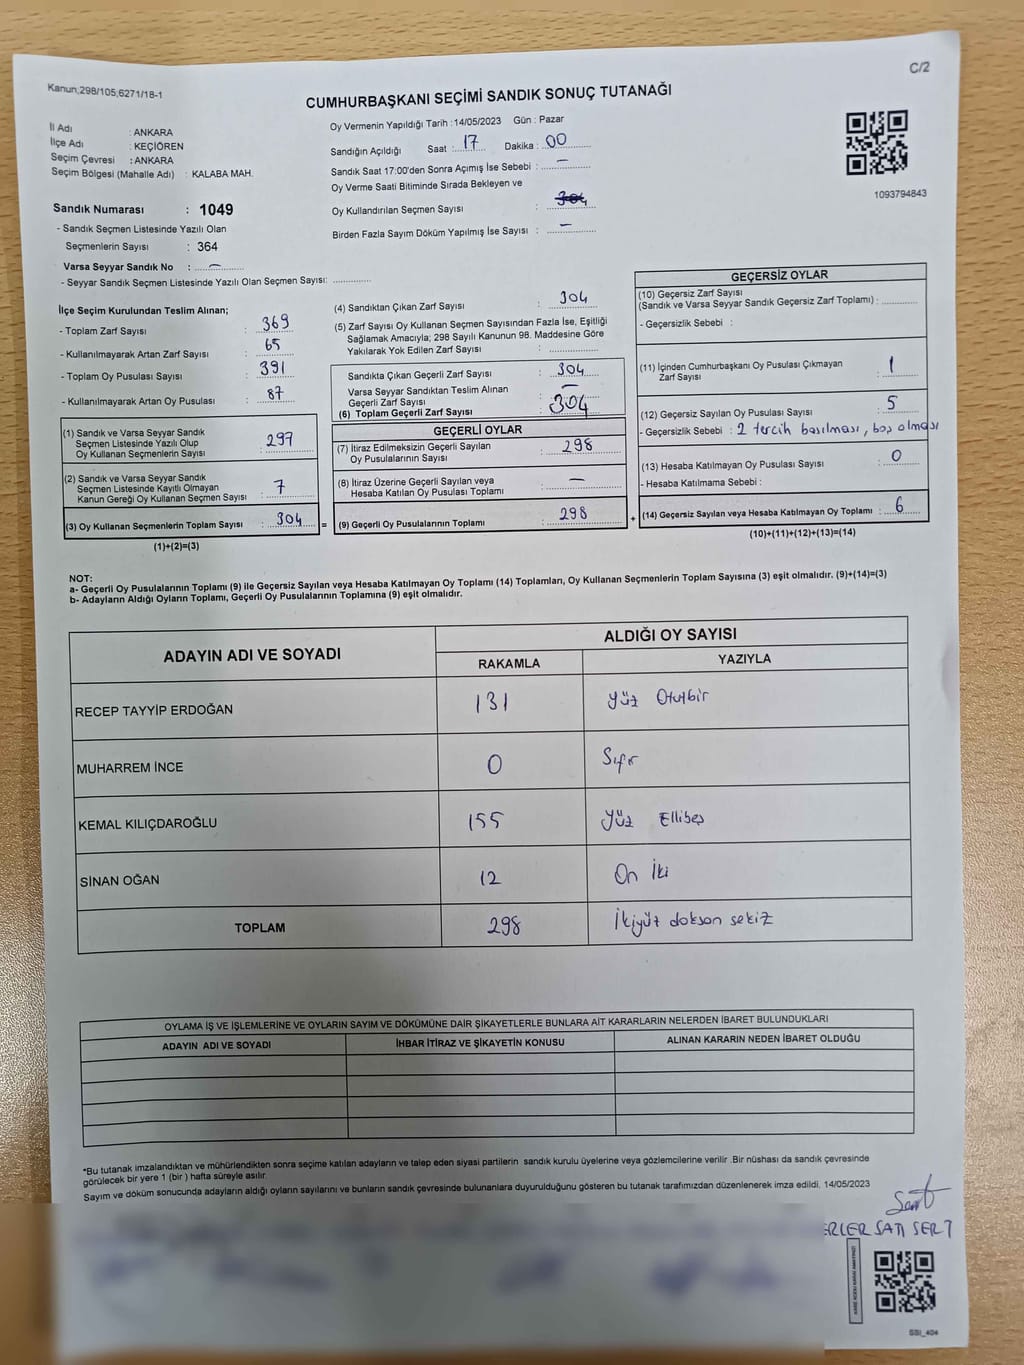 C/2
Kanun;298/105,6271/18-1
CUMHURBAŞKANI SEÇİMİ SANDIK SONUÇ TUTANAĞI
İl Adı : ANKARA
İlçe Adı : KEÇİÖREN
Seçim Çevresi : ANKARA
Seçim Bölgesi (Mahalle Adı) : KALABA MAH.
Oy Vermenin Yapıldığı Tarih :14/05/2023 Gün : Pazar
Sandığın Açıldığı Saat : 17 Dakika : 00
Sandık Saat 17:00'den Sonra Açımış İse Sebebi : —
Oy Verme Saati Bitiminde Sırada Bekleyen ve
Oy Kullandırılan Seçmen Sayısı :
Birden Fazla Sayım Döküm Yapılmış İse Sayısı : —
1093794843
Sandık Numarası : 1049
- Sandık Seçmen Listesinde Yazılı Olan
Seçmenlerin Sayısı : 364
Varsa Seyyar Sandık No : —
- Seyyar Sandık Seçmen Listesinde Yazılı Olan Seçmen Sayısı:
İlçe Seçim Kurulundan Teslim Alınan;
- Toplam Zarf Sayısı : 369
- Kullanılmayarak Artan Zarf Sayısı : 65
- Toplam Oy Pusulası Sayısı : 391
- Kullanılmayarak Artan Oy Pusulası : 87
(1) Sandık ve Varsa Seyyar Sandık
Seçmen Listesinde Yazılı Olup
Oy Kullanan Seçmenlerin Sayısı : 297
(2) Sandık ve Varsa Seyyar Sandık
Seçmen Listesinde Kayıtlı Olmayan
Kanun Gereği Oy Kullanan Seçmen Sayısı : 7
(3) Oy Kullanan Seçmenlerin Toplam Sayısı : 304 =
(1)+(2)=(3)
(4) Sandıktan Çıkan Zarf Sayısı : 304
(5) Zarf Sayısı Oy Kullanan Seçmen Sayısından Fazla İse, Eşitliği
Sağlamak Amacıyla; 298 Sayılı Kanunun 98. Maddesine Göre
Yakılarak Yok Edilen Zarf Sayısı :
Sandıkta Çıkan Geçerli Zarf Sayısı : 304
Varsa Seyyar Sandıktan Teslim Alınan
Geçerli Zarf Sayısı : —
(6) Toplam Geçerli Zarf Sayısı : 304
GEÇERLİ OYLAR
(7) İtiraz Edilmeksizin Geçerli Sayılan
Oy Pusulalarının Sayısı : 298
(8) İtiraz Üzerine Geçerli Sayılan veya
Hesaba Katılan Oy Pusulası Toplamı : —
(9) Geçerli Oy Pusulalarının Toplamı : 298 +
GEÇERSİZ OYLAR
(10) Geçersiz Zarf Sayısı
(Sandık ve Varsa Seyyar Sandık Geçersiz Zarf Toplamı) :
- Geçersizlik Sebebi :
(11) İçinden Cumhurbaşkanı Oy Pusulası Çıkmayan
Zarf Sayısı : 1
(12) Geçersiz Sayılan Oy Pusulası Sayısı : 5
- Geçersizlik Sebebi : 2 tercih basılması, boş olması
(13) Hesaba Katılmayan Oy Pusulası Sayısı : 0
- Hesaba Katılmama Sebebi :
(14) Geçersiz Sayılan veya Hesaba Katılmayan Oy Toplamı : 6
(10)+(11)+(12)+(13)=(14)
NOT:
a- Geçerli Oy Pusulalarının Toplamı (9) ile Geçersiz Sayılan veya Hesaba Katılmayan Oy Toplamı (14) Toplamları, Oy Kullanan Seçmenlerin Toplam Sayısına (3) eşit olmalıdır. (9)+(14)=(3)
b- Adayların Aldığı Oyların Toplamı, Geçerli Oy Pusulalarının Toplamına (9) eşit olmalıdır.
ADAYIN ADI VE SOYADI ALDIĞI OY SAYISI
RAKAMLA YAZIYLA
RECEP TAYYİP ERDOĞAN 131 Yüz Otuzbir
MUHARREM İNCE 0 Sıfır
KEMAL KILIÇDAROĞLU 155 Yüz Ellibeş
SİNAN OĞAN 12 On İki
TOPLAM 298 İkiyüz doksan sekiz
OYLAMA İŞ VE İŞLEMLERİNE VE OYLARIN SAYIM VE DÖKÜMÜNE DAİR ŞİKAYETLERLE BUNLARA AİT KARARLARIN NELERDEN İBARET BULUNDUKLARI
ADAYIN ADI VE SOYADI İHBAR İTİRAZ VE ŞİKAYETİN KONUSU ALINAN KARARIN NEDEN İBARET OLDUĞU
*Bu tutanak imzalandıktan ve mühürlendikten sonra seçime katılan adayların ve talep eden siyasi partilerin sandık kurulu üyelerine veya gözlemcilerine verilir .Bir nüshası da sandık çevresinde
görülecek bir yere 1 (bir ) hafta süreyle asılır.
Sayım ve döküm sonucunda adayların aldığı oyların sayılarını ve bunların sandık çevresinde bulunanlara duyurulduğunu gösteren bu tutanak tarafımızdan düzenlenerek imza edildi. 14/05/2023
Sert
ERLER SATI SERT
SSI_404